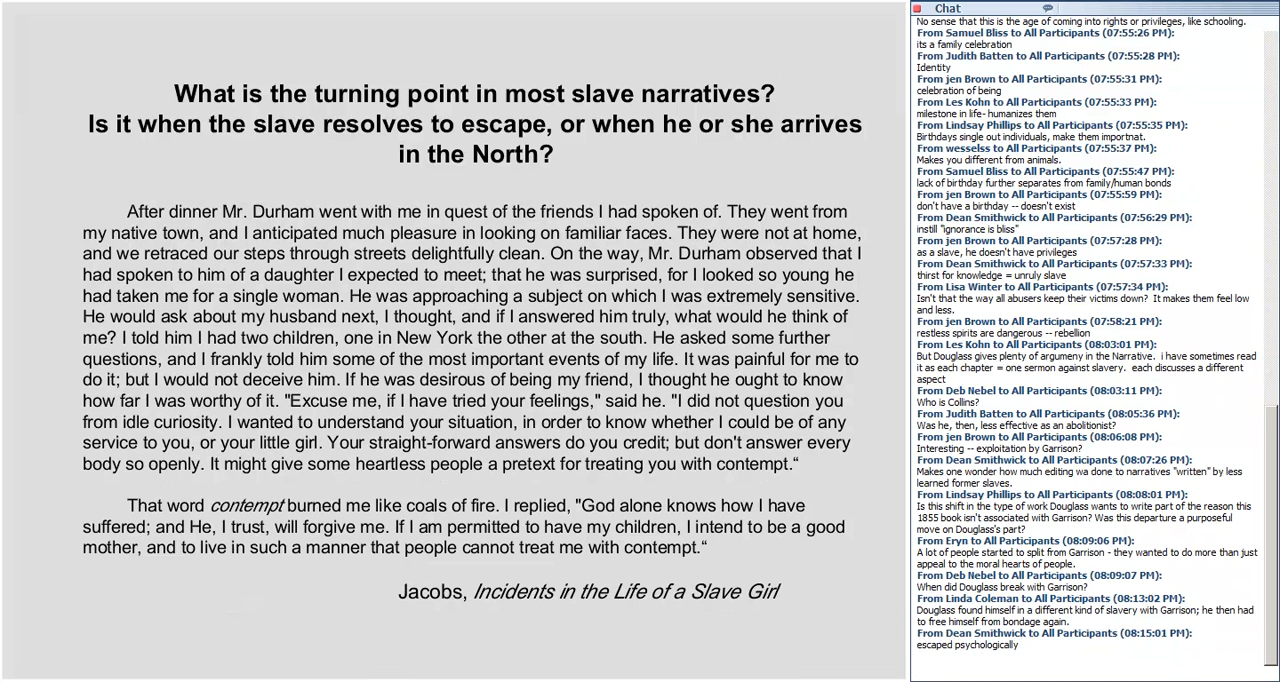 What is the turning point in most slave narratives?
Is it when the slave resolves to escape, or when he or she arrives
in the North?
After dinner Mr. Durham went with me in quest of the friends I had spoken of. They went from
my native town, and I anticipated much pleasure in looking on familiar faces. They were not at home,
and we retraced our steps through streets delightfully clean. On the way, Mr. Durham observed that I
had spoken to him of a daughter I expected to meet; that he was surprised, for I looked so young he
had taken me for a single woman. He was approaching a subject on which I was extremely sensitive.
He would ask about my husband next, I thought, and if I answered him truly, what would he think of
me? I told him I had two children, one in New York the other at the south. He asked some further
questions, and I frankly told him some of the most important events of my life. It was painful for me to
do it; but I would not deceive him. If he was desirous of being my friend, I thought he ought to know
how far I was worthy of it. "Excuse me, if I have tried your feelings," said he. "I did not question you
from idle curiosity. I wanted to understand your situation, in order to know whether I could be of any
service to you, or your little girl. Your straight-forward answers do you credit; but don't answer every
body so openly. It might give some heartless people a pretext for treating you with contempt.“
That word contempt burned me like coals of fire. I replied, "God alone knows how I have
suffered; and He, I trust, will forgive me. If I am permitted to have my children, I intend to be a good
mother, and to live in such a manner that people cannot treat me with contempt.“
Jacobs, Incidents in the Life of a Slave Girl
Chat
No sense that this is the age of coming into rights or privileges, like schooling.
From Samuel Bliss to All Participants (07:55:26 PM):
its a family celebration
From Judith Batten to All Participants (07:55:28 PM):
Identity
From jen Brown to All Participants (07:55:31 PM):
celebration of being
From Les Kohn to All Participants (07:55:33 PM):
milestone in life- humanizes them
From Lindsay Phillips to All Participants (07:55:35 PM):
Birthdays single out individuals, make them importnat.
From wesselss to All Participants (07:55:37 PM):
Makes you different from animals.
From Samuel Bliss to All Participants (07:55:47 PM):
lack of birthday further separates from family/human bonds
From jen Brown to All Participants (07:55:59 PM):
don't have a birthday -- doesn't exist
From Dean Smithwick to All Participants (07:56:29 PM):
instill "ignorance is bliss"
From jen Brown to All Participants (07:57:28 PM):
as a slave, he doesn't have privileges
From Dean Smithwick to All Participants (07:57:33 PM):
thirst for knowledge = unruly slave
From Lisa Winter to All Participants (07:57:34 PM):
Isn't that the way all abusers keep their victims down? It makes them feel low
and less.
From jen Brown to All Participants (07:58:21 PM):
restless spirits are dangerous -- rebellion
From Les Kohn to All Participants (08:03:01 PM):
But Douglass gives plenty of argumeny in the Narrative. i have sometimes read
it as each chapter = one sermon against slavery. each discusses a different
aspect
From Deb Nebel to All Participants (08:03:11 PM):
Who is Collins?
From Judith Batten to All Participants (08:05:36 PM):
Was he, then, less effective as an abolitionist?
From jen Brown to All Participants (08:06:08 PM):
Interesting -- exploitation by Garrison?
From Dean Smithwick to All Participants (08:07:26 PM):
Makes one wonder how much editing wa done to narratives "written" by less
learned former slaves.
From Lindsay Phillips to All Participants (08:08:01 PM):
Is this shift in the type of work Douglass wants to write part of the reason this
1855 book isn't associated with Garrison? Was this departure a purposeful
move on Douglass's part?
From Eryn to All Participants (08:09:06 PM):
A lot of people started to split from Garrison - they wanted to do more than just
appeal to the moral hearts of people.
From Deb Nebel to All Participants (08:09:07 PM):
When did Douglass break with Garrison?
From Linda Coleman to All Participants (08:13:02 PM):
Douglass found himself in a different kind of slavery with Garrison; he then had
to free himself from bondage again.
From Dean Smithwick to All Participants (08:15:01 PM):
escaped psychologically